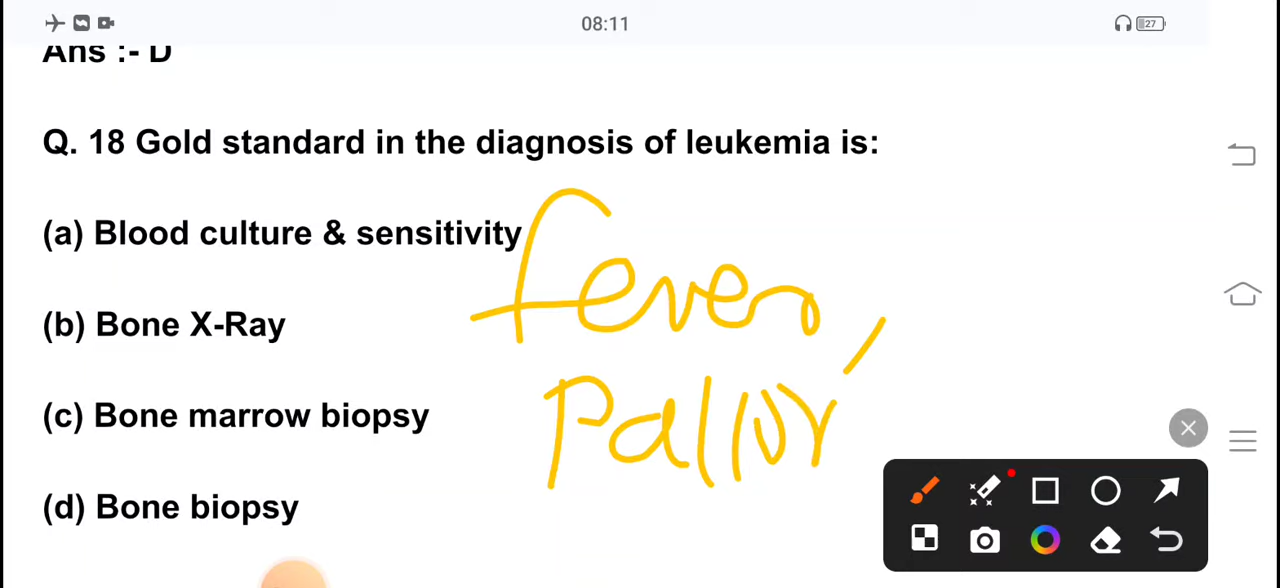 08:11
27
Ans :- D
Q. 18 Gold standard in the diagnosis of leukemia is:
(a) Blood culture & sensitivity
fever,
(b) Bone X-Ray
pallor
(c) Bone marrow biopsy
(d) Bone biopsy